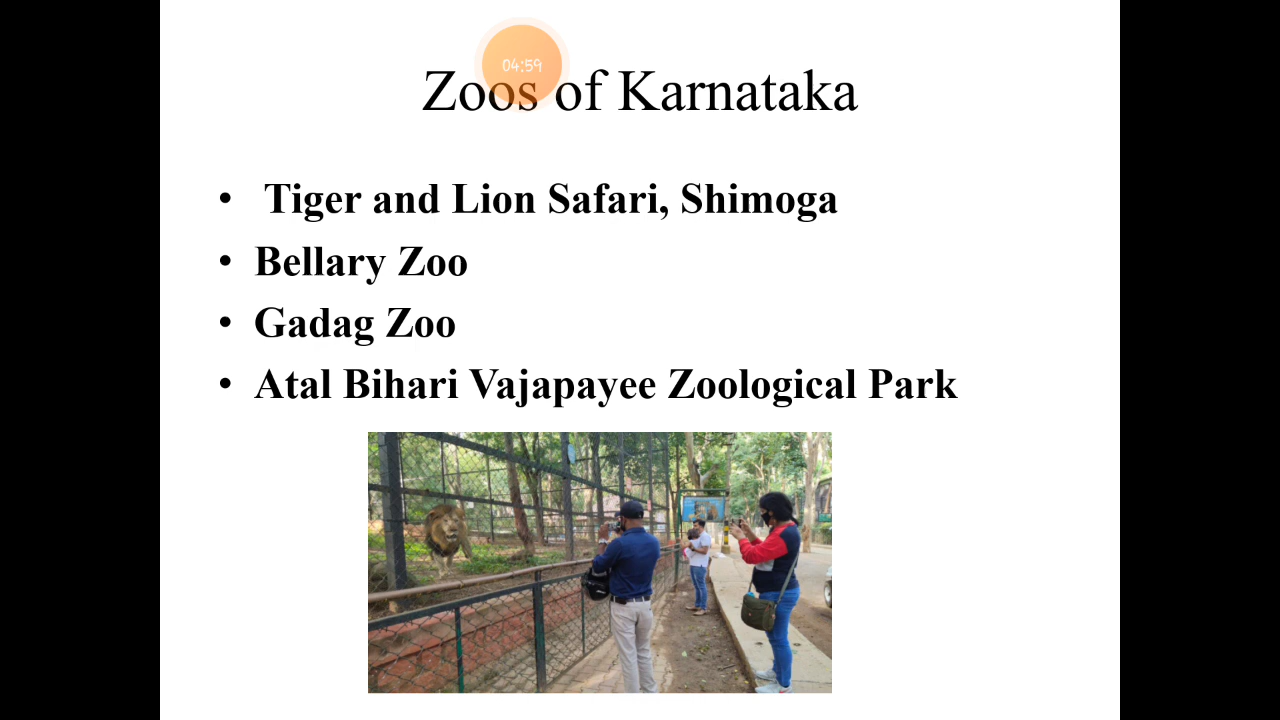 04:59
Zoos of Karnataka
• Tiger and Lion Safari, Shimoga
• Bellary Zoo
• Gadag Zoo
• Atal Bihari Vajapayee Zoological Park